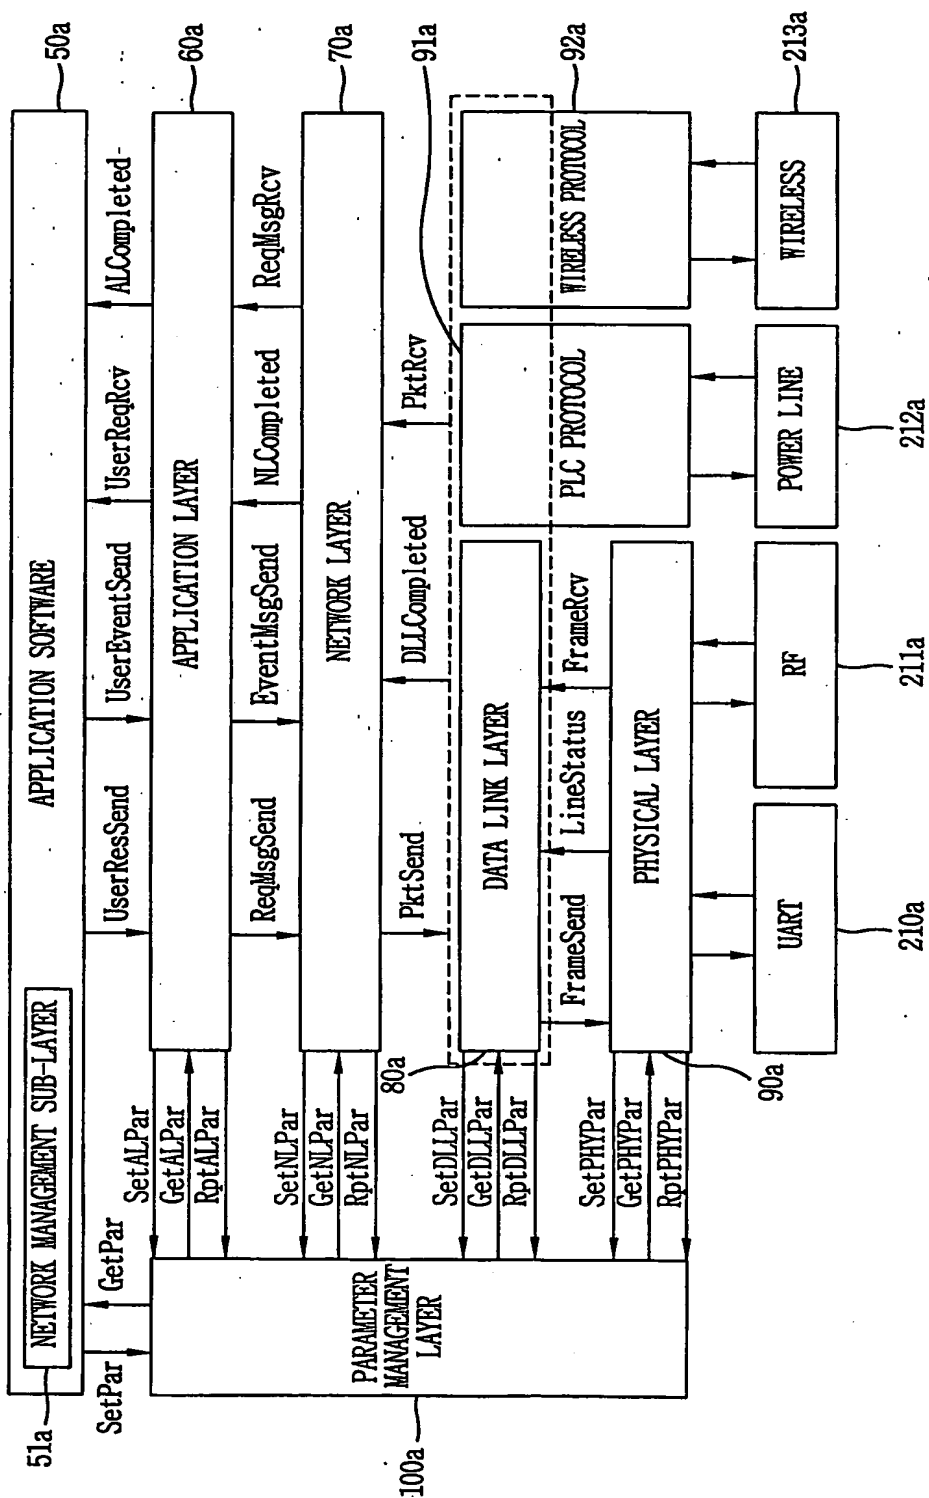 50a
60a
70a
91a
92a
213a
APPLICATION SOFTWARE
NETWORK MANAGEMENT SUB-LAYER
51a
SetPar
GetPar
UserResSend
UserEventSend
UserReqRcv
ALCompleted
APPLICATION LAYER
SetALPar
GetALPar
RptALPar
ReqMsgSend
EventMsgSend
NLCompleted
ReqMsgRcv
NETWORK LAYER
SetNLPar
GetNLPar
RptNLPar
PktSend
DLLCompleted
PktRcv
DATA LINK LAYER
80a
SetDLLPar
GetDLLPar
RptDLLPar
FrameSend
LineStatus
FrameRcv
PHYSICAL LAYER
90a
SetPHYPar
GetPHYPar
RptPHYPar
PLC PROTOCOL
WIRELESS PROTOCOL
PARAMETER
MANAGEMENT
LAYER
100a
UART
RF
POWER LINE
WIRELESS
210a
211a
212a